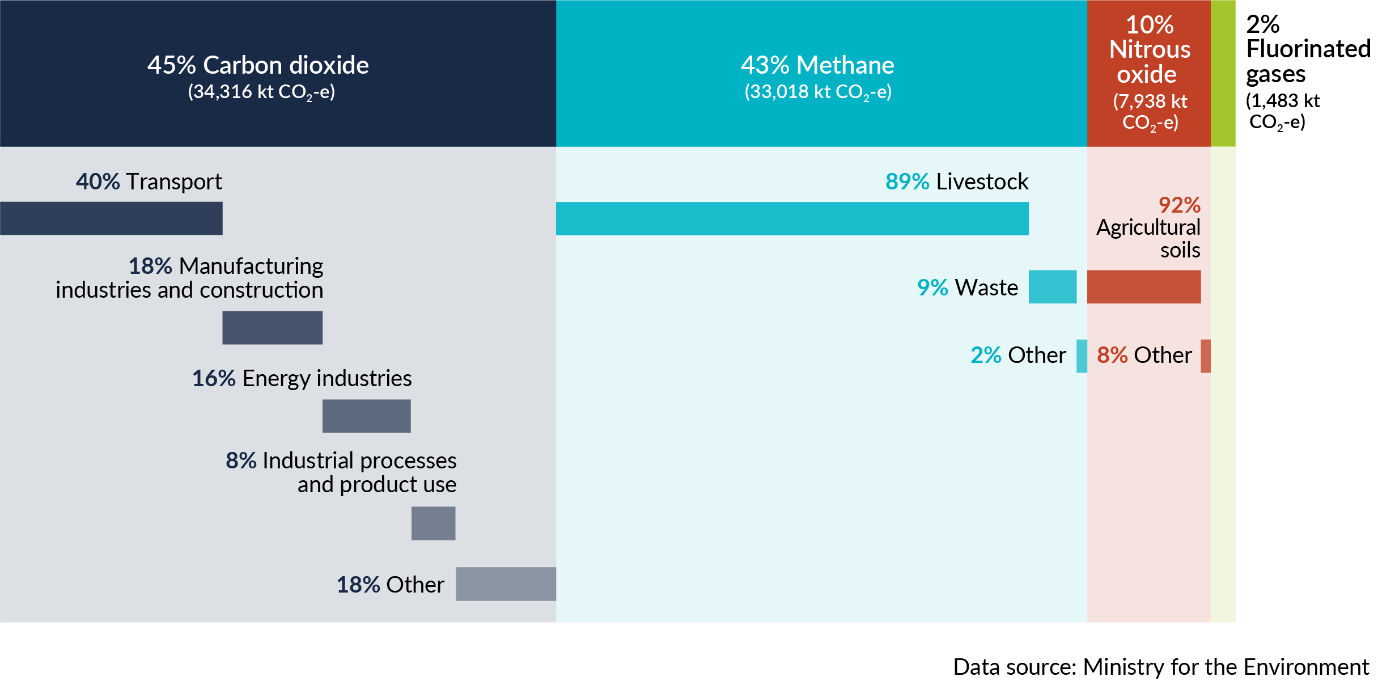 45% Carbon dioxide
(34,316 kt CO₂-e)
43% Methane
(33,018 kt CO₂-e)
10%
Nitrous
oxide
(7,938 kt
CO₂-e)
2%
Fluorinated
gases
(1,483 kt
CO₂-e)
40% Transport
18% Manufacturing
industries and construction
16% Energy industries
8% Industrial processes
and product use
18% Other
89% Livestock
9% Waste
2% Other
92%
Agricultural
soils
8% Other
Data source: Ministry for the Environment